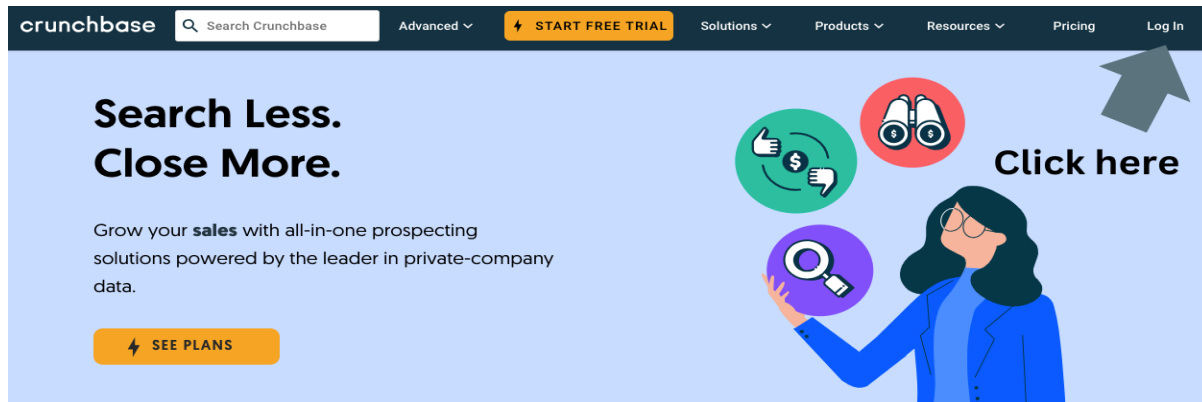 crunchbase Search Crunchbase Advanced START FREE TRIAL Solutions Products Resources Pricing Log In
Search Less.
Close More.
Click here
Grow your sales with all-in-one prospecting
solutions powered by the leader in private-company
data.
SEE PLANS
$
$ $